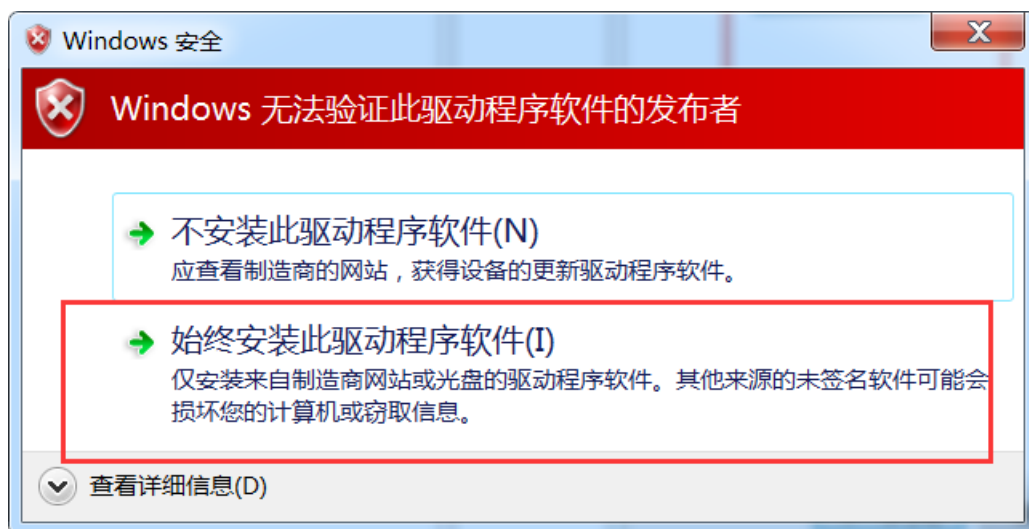 Windows 安全
Windows 无法验证此驱动程序软件的发布者
不安装此驱动程序软件(N)
应查看制造商的网站，获得设备的更新驱动程序软件。
始终安装此驱动程序软件(I)
仅安装来自制造商网站或光盘的驱动程序软件。其他来源的未签名软件可能会
损坏您的计算机或窃取信息。
查看详细信息(D)